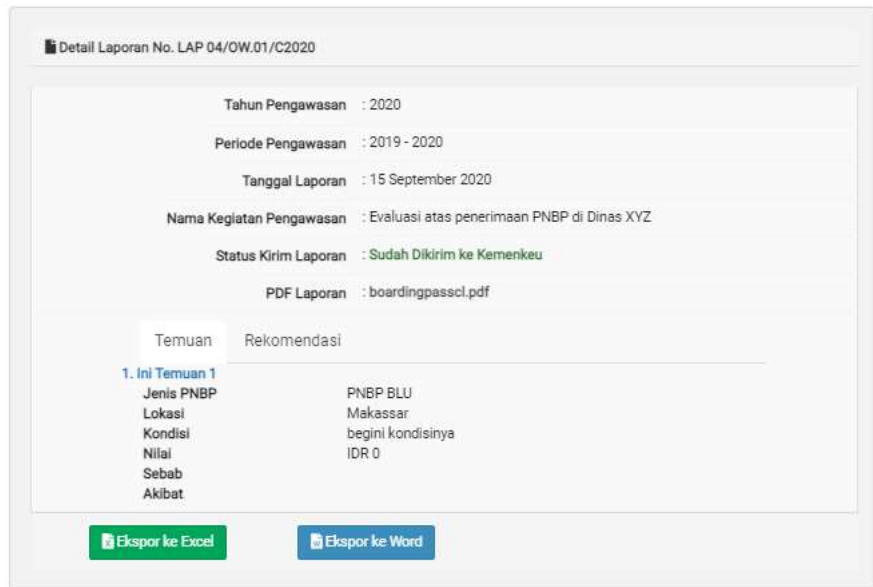 Detail Laporan No. LAP 04/OW.01/C2020
Tahun Pengawasan : 2020
Periode Pengawasan : 2019 - 2020
Tanggal Laporan : 15 September 2020
Nama Kegiatan Pengawasan : Evaluasi atas penerimaan PNBP di Dinas XYZ
Status Kirim Laporan : Sudah Dikirim ke Kemenkeu
PDF Laporan : boardingpasscl.pdf
Temuan Rekomendasi
1. Ini Temuan 1
Jenis PNBP PNBP BLU
Lokasi Makassar
Kondisi begini kondisinya
Nilai IDR 0
Sebab
Akibat
Ekspor ke Excel Ekspor ke Word